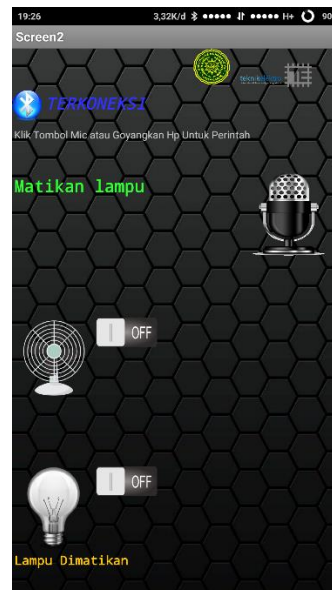 19:26 3,32K/d H+ 90
Screen2
teknikelektro
TERKONEKSI
Klik Tombol Mic atau Goyangkan Hp Untuk Perintah
Matikan lampu
OFF
OFF
Lampu Dimatikan